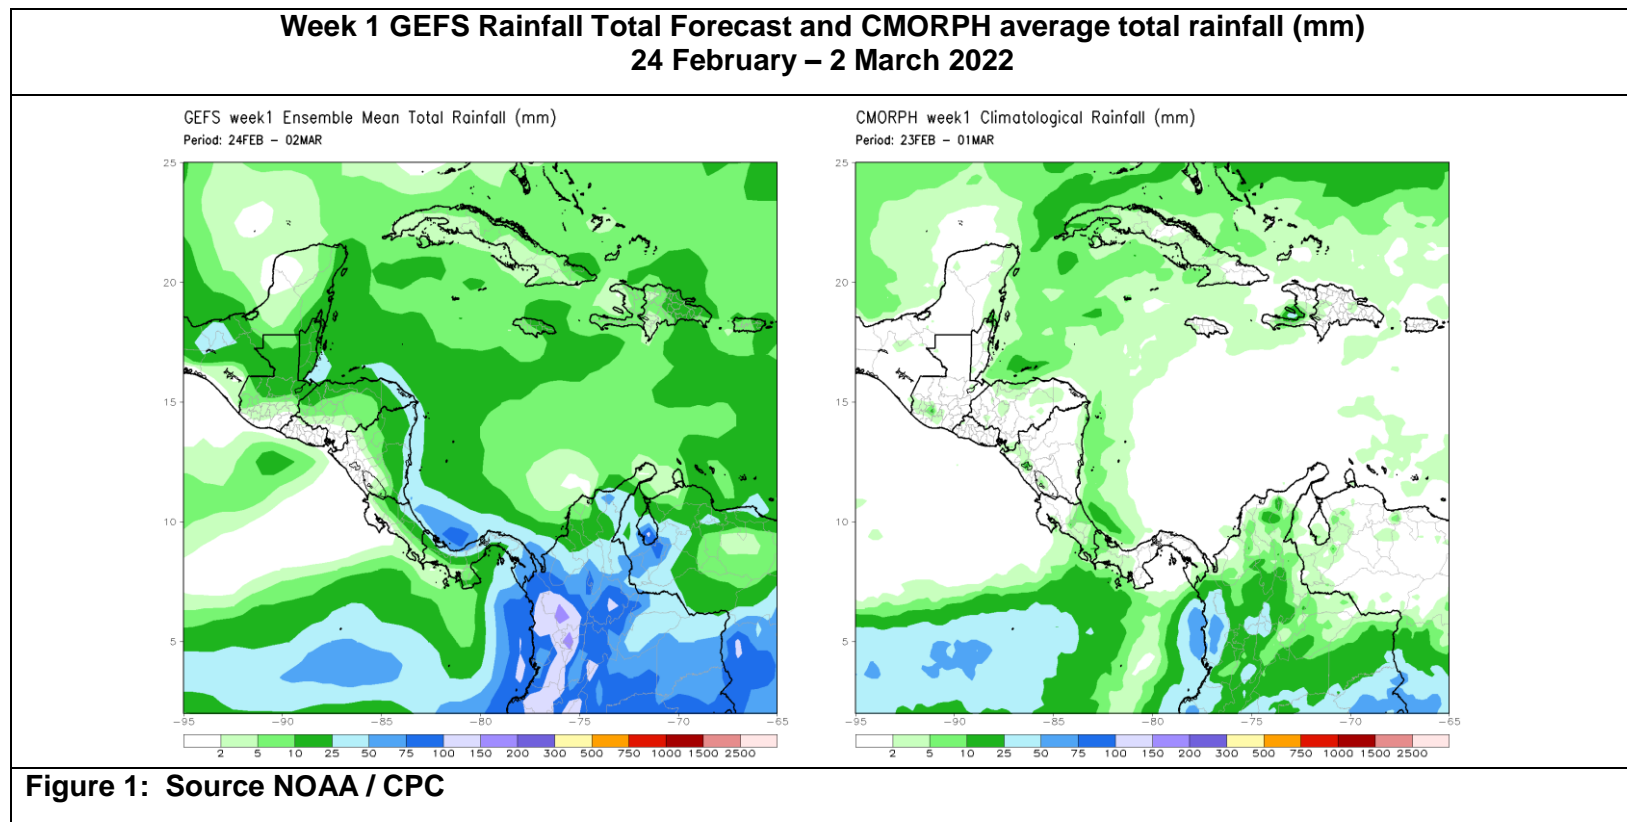 Week 1 GEFS Rainfall Total Forecast and CMORPH average total rainfall (mm)
24 February – 2 March 2022
GEFS week1 Ensemble Mean Total Rainfall (mm)
Period: 24FEB – 02MAR
25
20
15
10
5
−95 −90 −85 −80 −75 −70 −65
2 5 10 25 50 75 100 150 200 300 500 750 1000 1500 2500
CMORPH week1 Climatological Rainfall (mm)
Period: 23FEB – 01MAR
25
20
15
10
5
−95 −90 −85 −80 −75 −70 −65
2 5 10 25 50 75 100 150 200 300 500 750 1000 1500 2500
Figure 1: Source NOAA / CPC